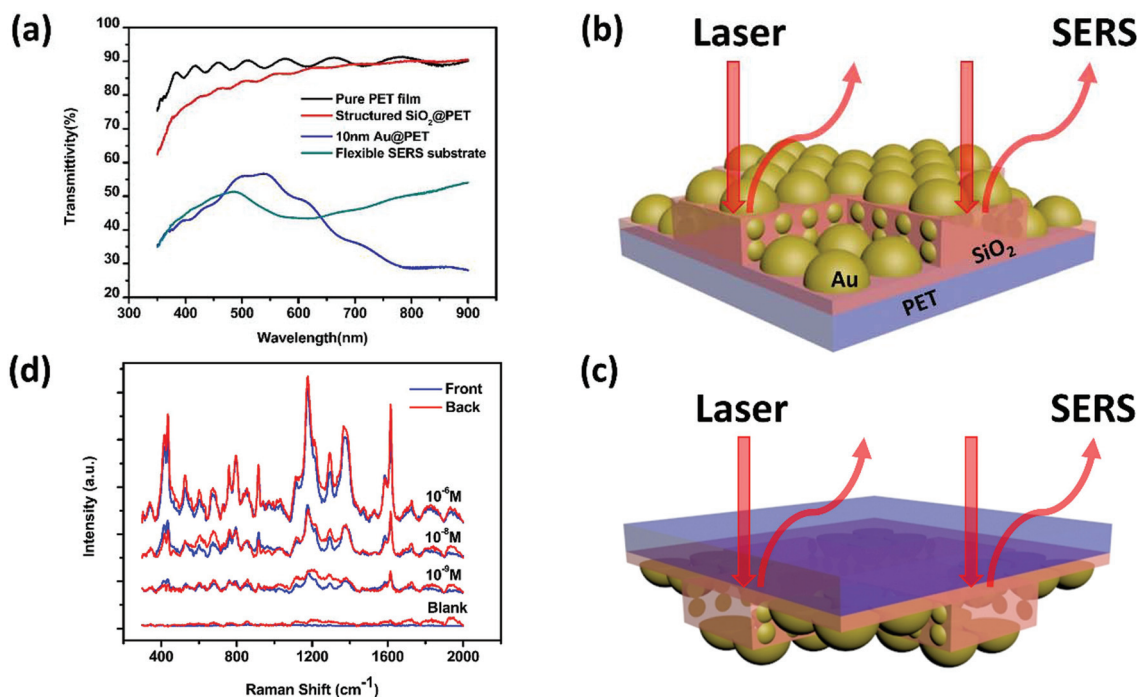 (a)
100
90
80
70
60
50
40
30
20
Transmittivity(%)
Pure PET film
Structured SiO₂@PET
10nm Au@PET
Flexible SERS substrate
300 400 500 600 700 800 900
Wavelength(nm)
(b)
Laser SERS
Au
SiO₂
PET
(d)
Intensity (a.u.)
Front
Back
10⁻⁶M
10⁻⁸M
10⁻⁹M
Blank
400 800 1200 1600 2000
Raman Shift (cm⁻¹)
(c)
Laser SERS